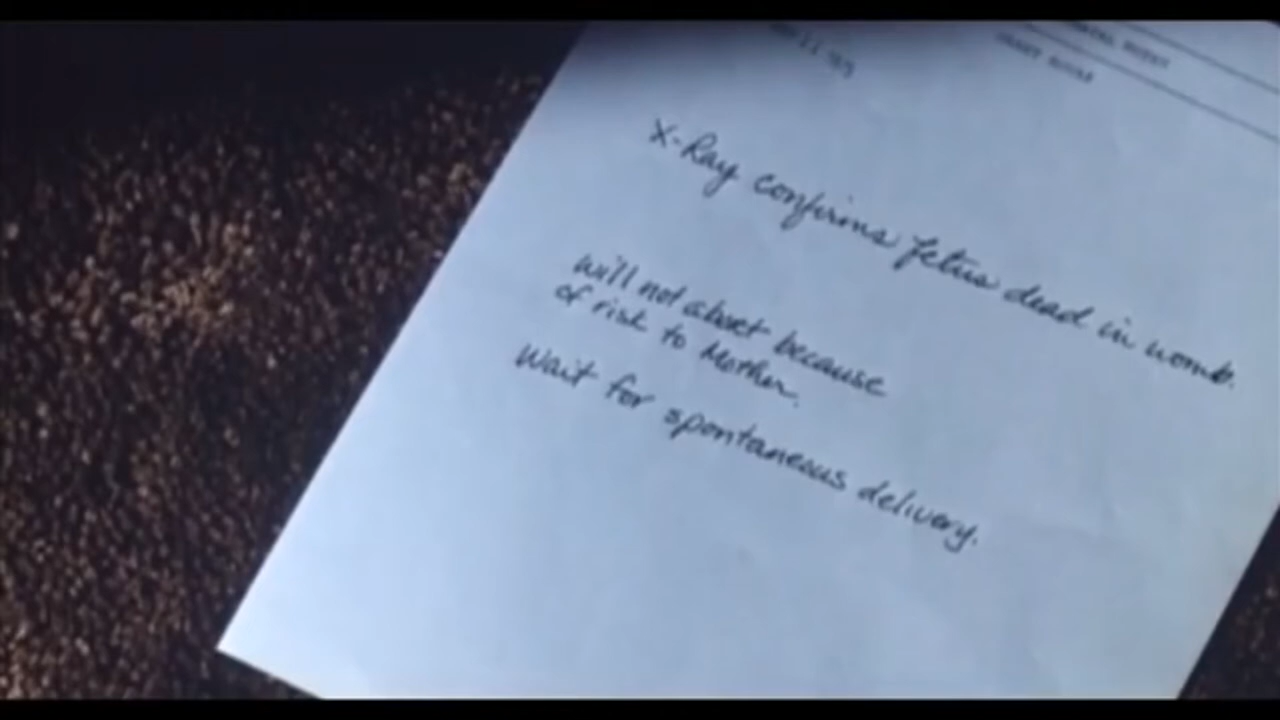 X-Ray confirms fetus dead in womb.
Will not abort because
of risk to Mother.
Wait for spontaneous delivery.